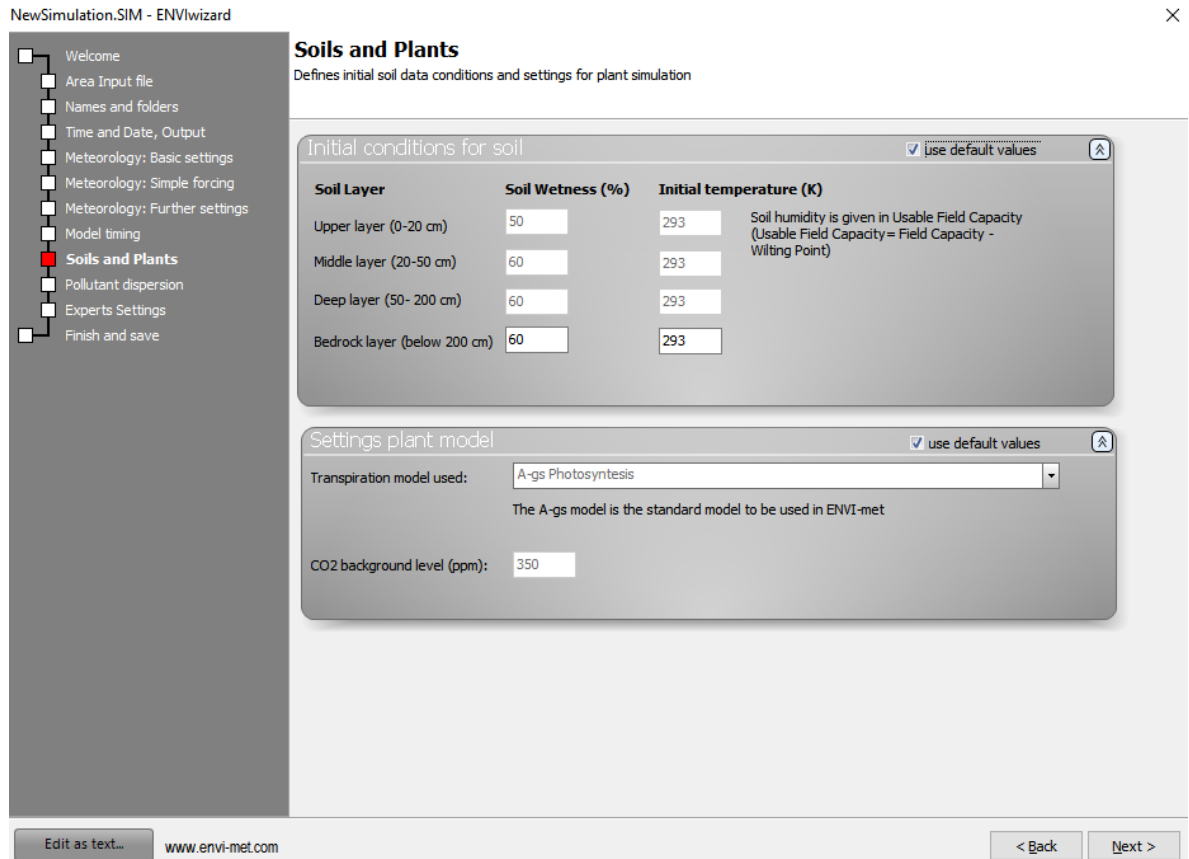 NewSimulation.SIM - ENVIwizard
Welcome
Area Input file
Names and folders
Time and Date, Output
Meteorology: Basic settings
Meteorology: Simple forcing
Meteorology: Further settings
Model timing
Soils and Plants
Pollutant dispersion
Experts Settings
Finish and save
Soils and Plants
Defines initial soil data conditions and settings for plant simulation
Initial conditions for soil use default values
Soil Layer Soil Wetness (%) Initial temperature (K)
Upper layer (0-20 cm) 50 293
Soil humidity is given in Usable Field Capacity
(Usable Field Capacity= Field Capacity -
Wilting Point)
Middle layer (20-50 cm) 60 293
Deep layer (50- 200 cm) 60 293
Bedrock layer (below 200 cm) 60 293
Settings plant model use default values
Transpiration model used: A-gs Photosyntesis
The A-gs model is the standard model to be used in ENVI-met
CO2 background level (ppm): 350
Edit as text... www.envi-met.com < Back Next >